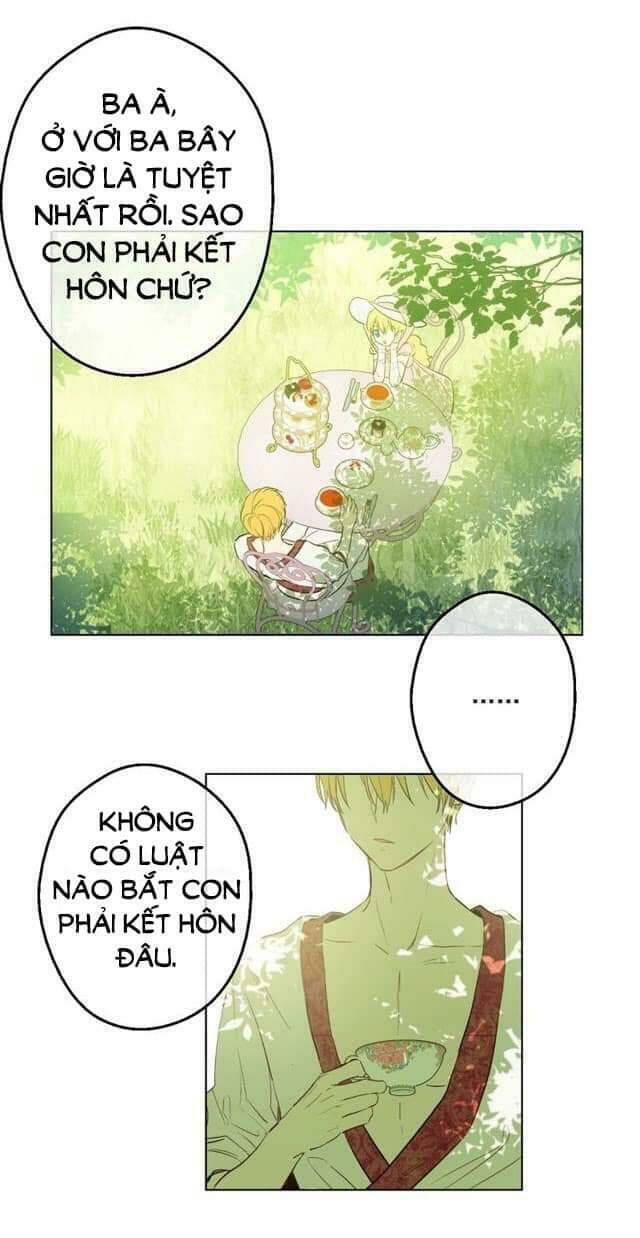 BA À,
Ở VỚI BA BÂY
GIỜ LÀ TUYỆT
NHẤT RỒI. SAO
CON PHẢI KẾT
HÔN CHỨ?
......
KHÔNG
CÓ LUẬT
NÀO BẮT CON
PHẢI KẾT HÔN
ĐÂU.